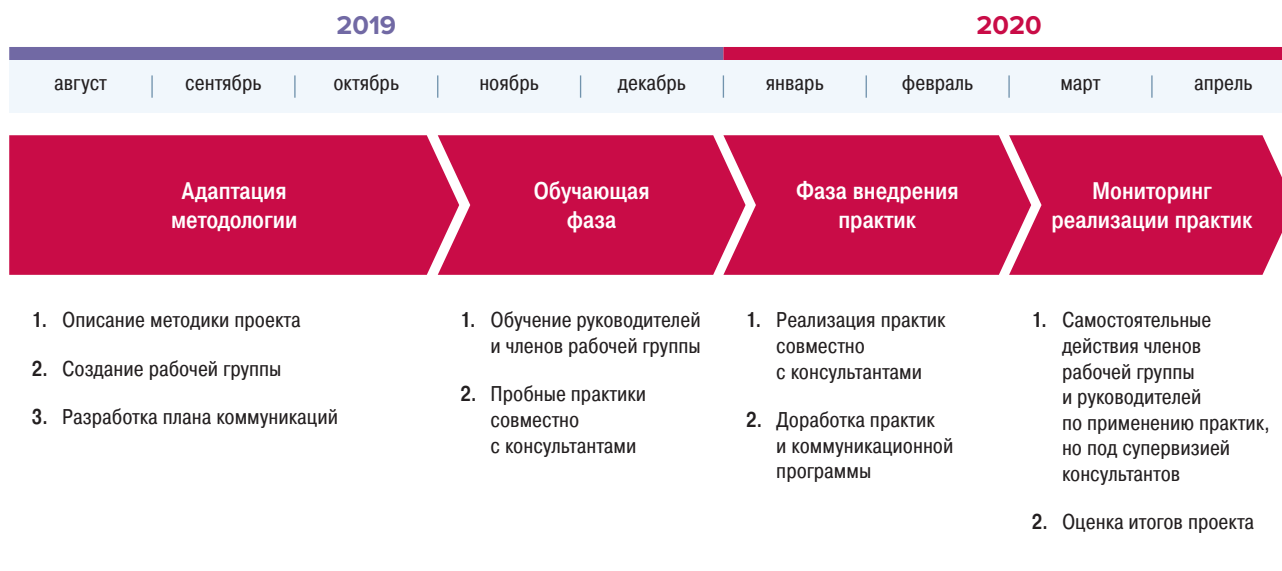 2019
2020
август
сентябрь
октябрь
ноябрь
декабрь
январь
февраль
март
апрель
Адаптация
методологии
Обучающая
фаза
Фаза внедрения
практик
Мониторинг
реализации практик
1. Описание методики проекта
2. Создание рабочей группы
3. Разработка плана коммуникаций
1. Обучение руководителей
и членов рабочей группы
2. Пробные практики
совместно
с консультантами
1. Реализация практик
совместно
с консультантами
2. Доработка практик
и коммуникационной
программы
1. Самостоятельные
действия членов
рабочей группы
и руководителей
по применению практик,
но под супервизией
консультантов
2. Оценка итогов проекта